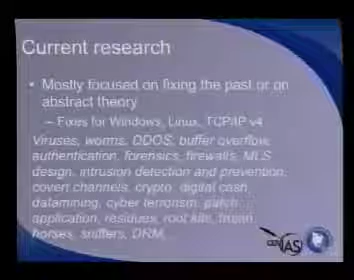 Current research
• Mostly focused on fixing the past or on
abstract theory
– Fixes for Windows, Linux, TCP/IP v4
Viruses, worms, DDOS, buffer overflow,
authentication, forensics, firewalls, MLS
design, intrusion detection and prevention,
covert channels, crypto, digital cash,
datamining, cyber terrorism, patch
application, residues, root kits, trojan
horses, sniffers, DRM,